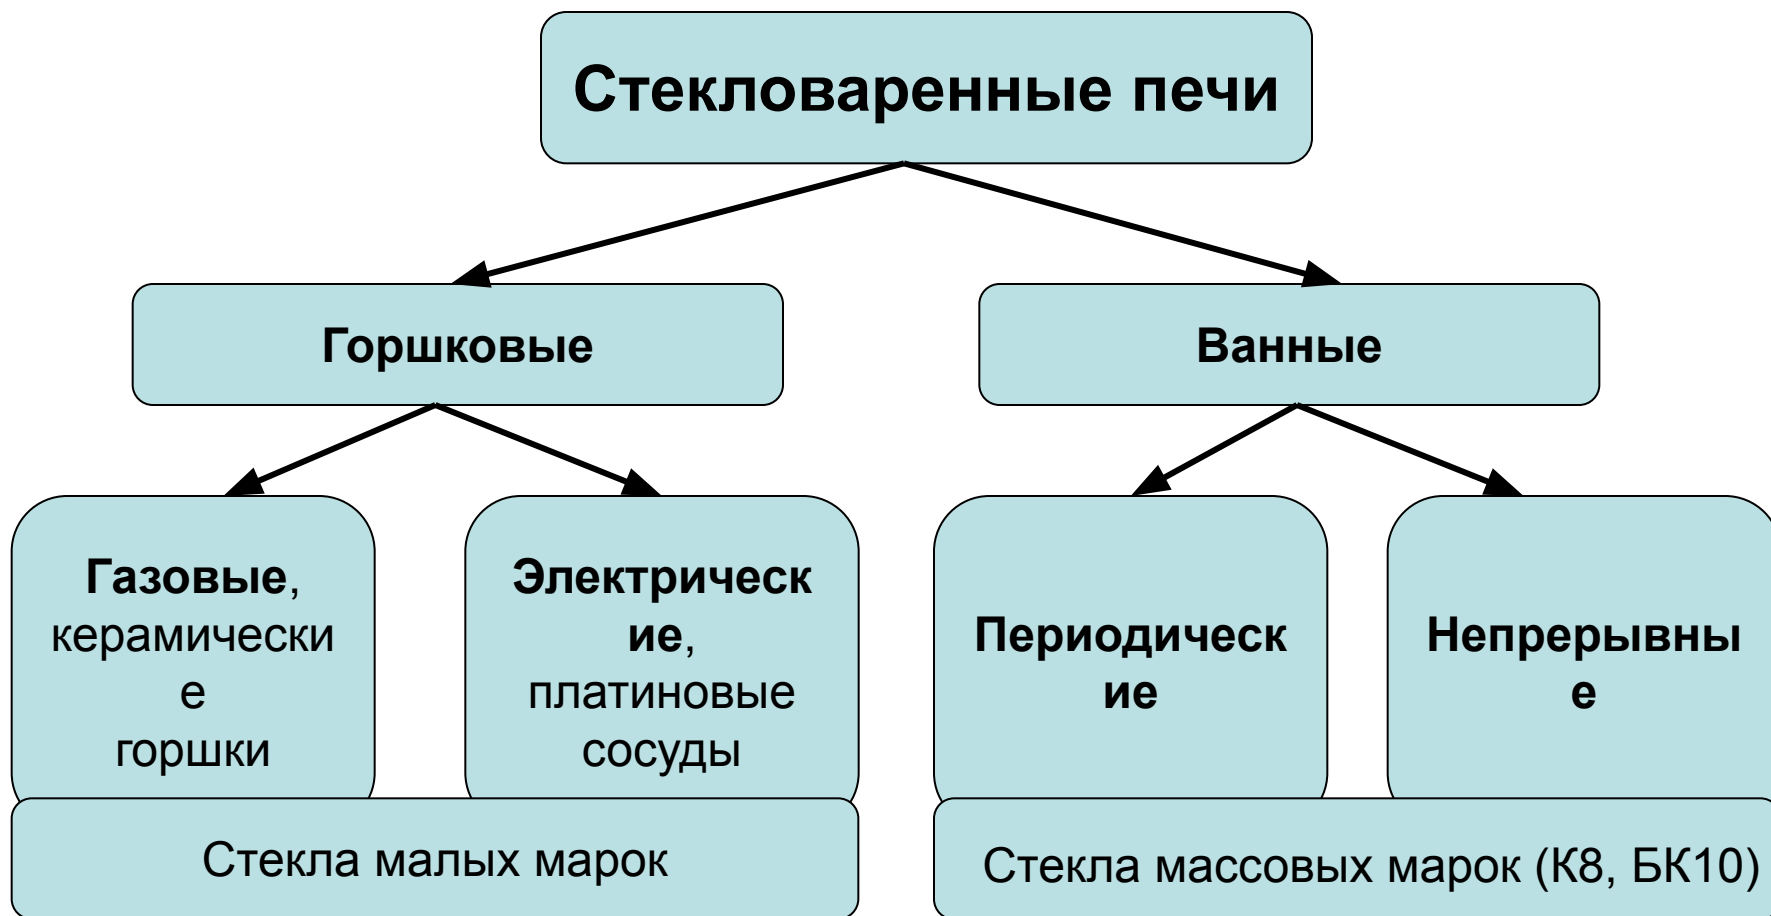 Стекловаренные печи
Горшковые
Ванные
Газовые,
керамически
е
горшки
Электрическ
ие,
платиновые
сосуды
Периодическ
ие
Непрерывны
е
Стекла малых марок
Стекла массовых марок (К8, БК10)